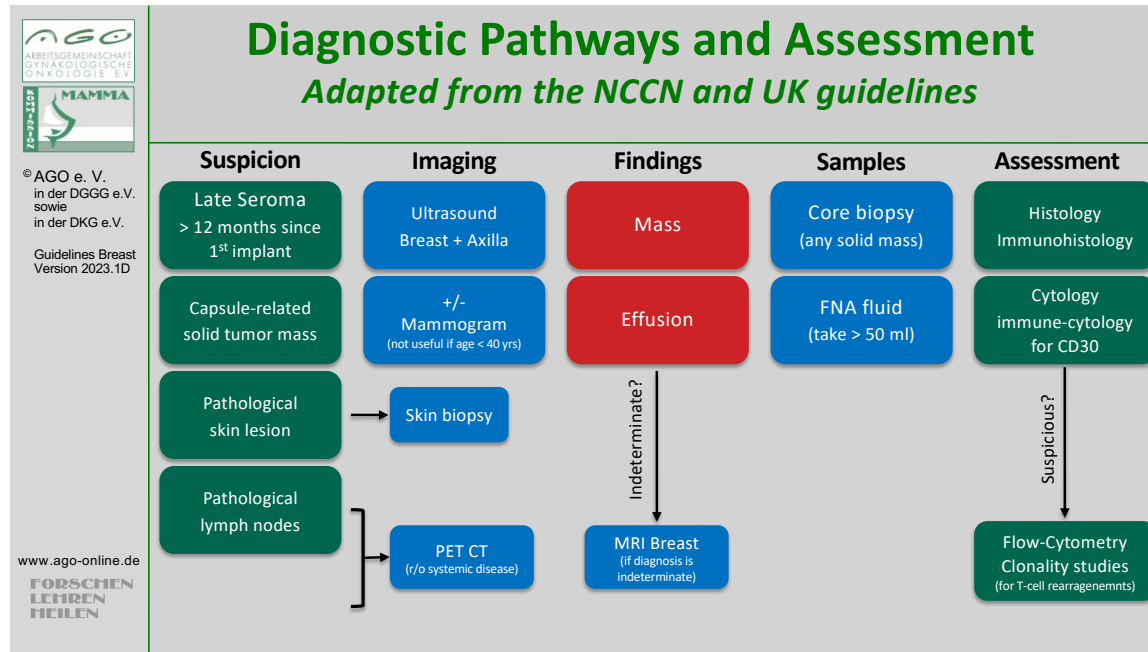 AGO
ARBEITSGEMEINSCHAFT
GYNÄKOLOGISCHE
ONKOLOGIE E.V.
KOMMISSION
MAMMA
© AGO e. V.
in der DGGG e.V.
sowie
in der DKG e.V.
Guidelines Breast
Version 2023.1D
www.ago-online.de
FORSCHEN
LEHREN
HEILEN
Diagnostic Pathways and Assessment
Adapted from the NCCN and UK guidelines
Suspicion
Late Seroma
> 12 months since
1st implant
Capsule-related
solid tumor mass
Pathological
skin lesion
Pathological
lymph nodes
Imaging
Ultrasound
Breast + Axilla
+/-
Mammogram
(not useful if age < 40 yrs)
Skin biopsy
PET CT
(r/o systemic disease)
Findings
Mass
Effusion
Indeterminate?
MRI Breast
(if diagnosis is
indeterminate)
Samples
Core biopsy
(any solid mass)
FNA fluid
(take > 50 ml)
Assessment
Histology
Immunohistology
Cytology
immune-cytology
for CD30
Suspicious?
Flow-Cytometry
Clonality studies
(for T-cell rearragenemnts)